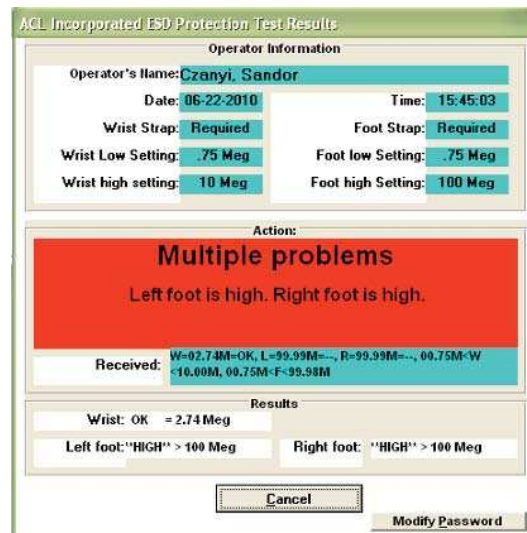 ACL Incorporated ESD Protection Test Results
Operator Information
Operator's Name: Czanyi, Sandor
Date: 06-22-2010 Time: 15:45:03
Wrist Strap: Required Foot Strap: Required
Wrist Low Setting: .75 Meg Foot low Setting: .75 Meg
Wrist high setting: 10 Meg Foot high Setting: 100 Meg
Action:
Multiple problems
Left foot is high. Right foot is high.
Received: W=02.74M=OK, L=99.99M=--, R=99.99M=--, 00.75M<W
<10.00M, 00.75M<F<99.98M
Results
Wrist: OK = 2.74 Meg
Left foot: **HIGH** > 100 Meg Right foot: **HIGH** > 100 Meg
Cancel
Modify Password